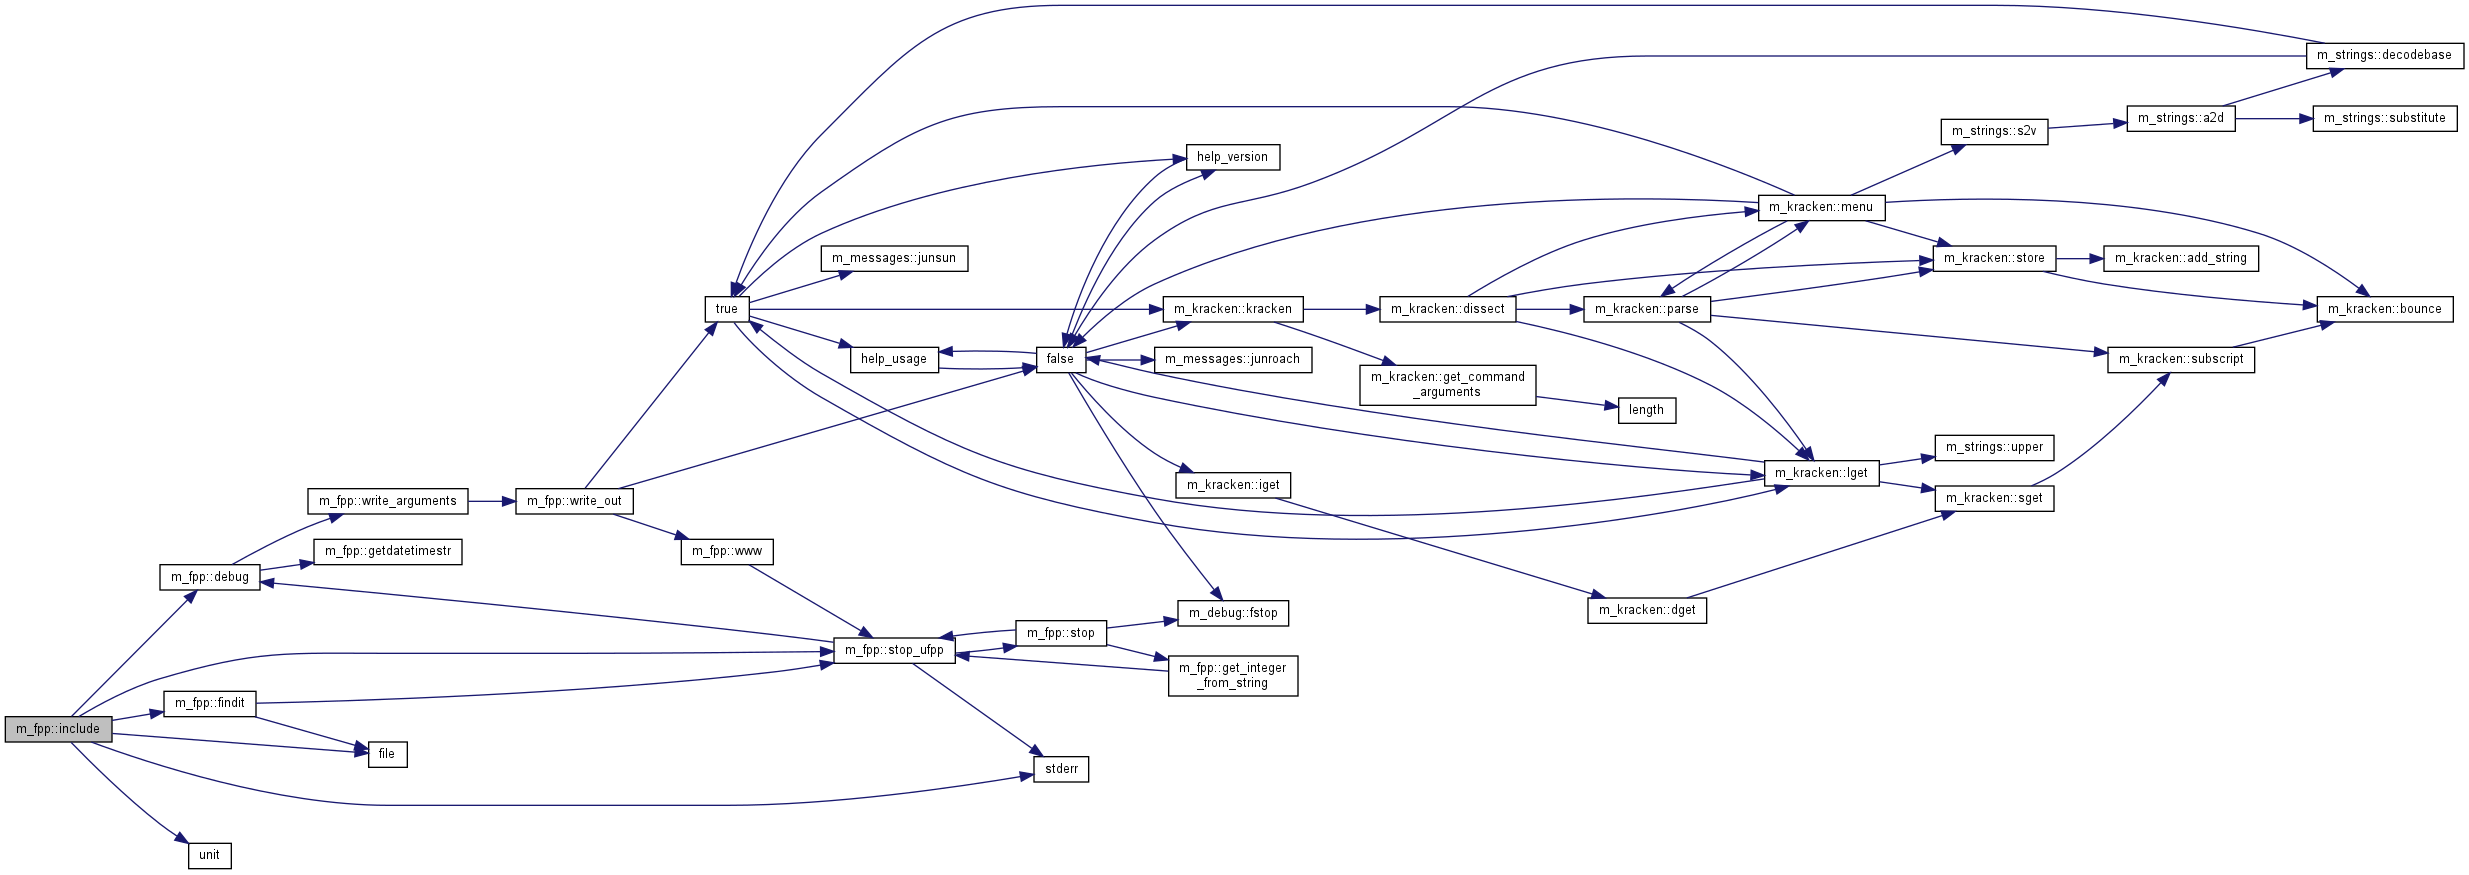 m_strings::decodebase
m_strings::substitute
m_strings::a2d
m_strings::s2v
help_version
m_kracken::menu
m_messages::junsun
m_kracken::store
m_kracken::add_string
true
m_kracken::kracken
m_kracken::dissect
m_kracken::parse
m_kracken::bounce
help_usage
false
m_messages::junroach
m_kracken::subscript
m_kracken::get_command
_arguments
length
m_strings::upper
m_kracken::lget
m_kracken::iget
m_kracken::sget
m_fpp::write_arguments
m_fpp::write_out
m_fpp::getdatetimestr
m_fpp::www
m_fpp::debug
m_debug::fstop
m_kracken::dget
m_fpp::stop
m_fpp::stop_ufpp
m_fpp::get_integer
_from_string
m_fpp::findit
m_fpp::include
file
stderr
unit